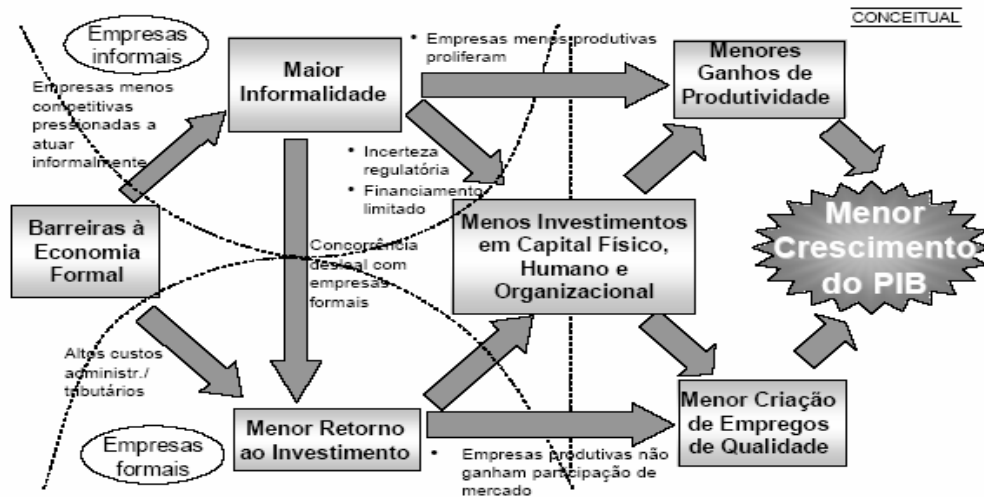 CONCEITUAL
Empresas
informais
Maior
Informalidade
• Empresas menos produtivas
proliferam
Menores
Ganhos de
Produtividade
Empresas menos
competitivas
pressionadas a
atuar
informalmente
• Incerteza
regulatória
• Financiamento
limitado
Barreiras à
Economia
Formal
Concorrência
desleal com
empresas
formais
Menos Investimentos
em Capital Físico,
Humano e
Organizacional
Menor
Crescimento
do PIB
Altos custos
administr./
tributários
Empresas
formais
Menor Retorno
ao Investimento
• Empresas produtivas não
ganham participação de
mercado
Menor Criação
de Empregos
de Qualidade